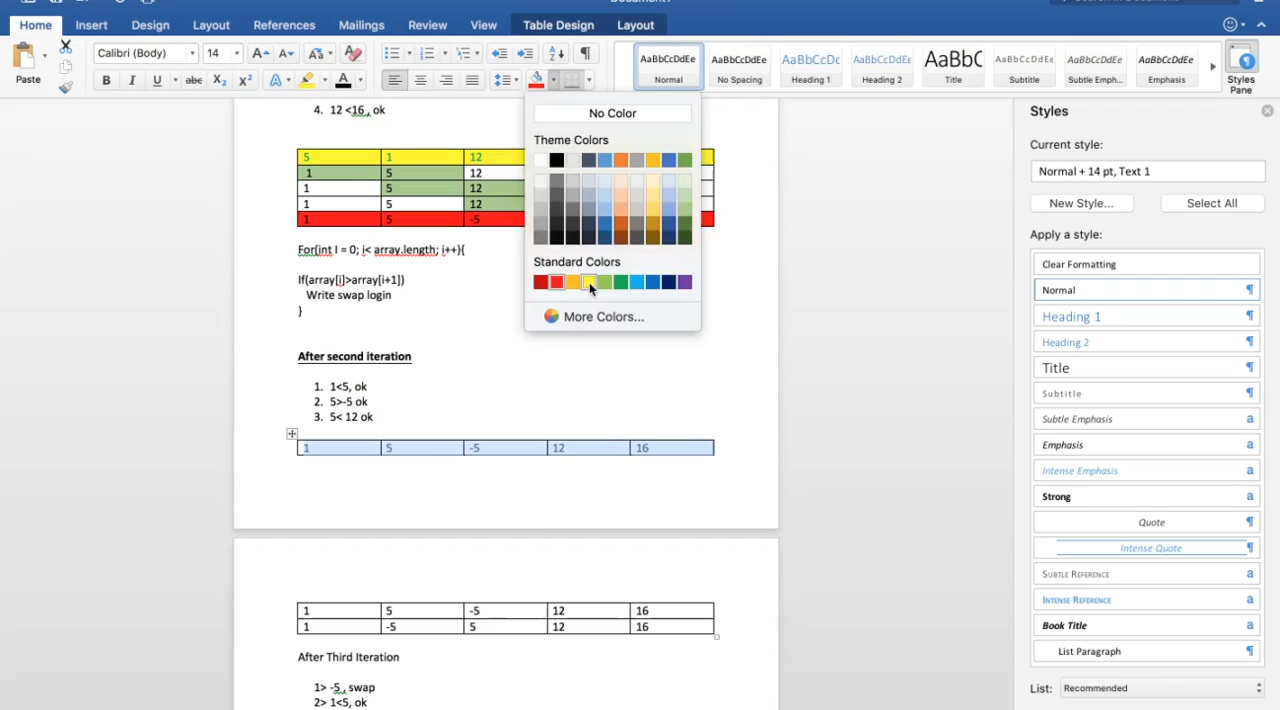 Home Insert Design Layout References Mailings Review View Table Design Layout
Calibri (Body) 14
Paste
B I U abc X₂ X² A A
AaBbCcDdEe AaBbCcDdEe AaBbCcDc AaBbCcDdEe AaBbCcD AaBbCcDdEe AaBbCcDdEe AaBbCcDdEe
Normal No Spacing Heading 1 Heading 2 Title Subtitle Subtle Emph... Emphasis
Styles
Pane
No Color
Theme Colors
Standard Colors
More Colors...
4. 12 <16 , ok
5 1 12
1 5 12
1 5 12
1 5 12
1 5 -5
For(int I = 0; i< array.length; i++){
If(array[i]>array[i+1])
Write swap login
}
After second iteration
1. 1<5, ok
2. 5>-5 ok
3. 5< 12 ok
1 5 -5 12 16
1 5 -5 12 16
1 -5 5 12 16
After Third Iteration
1> -5 , swap
2> 1<5, ok
Styles
Current style:
Normal + 14 pt, Text 1
New Style... Select All
Apply a style:
Clear Formatting
Normal
Heading 1
Heading 2
Title
Subtitle
Subtle Emphasis
Emphasis
Intense Emphasis
Strong
Quote
Intense Quote
Subtle Reference
Intense Reference
Book Title
List Paragraph
List: Recommended